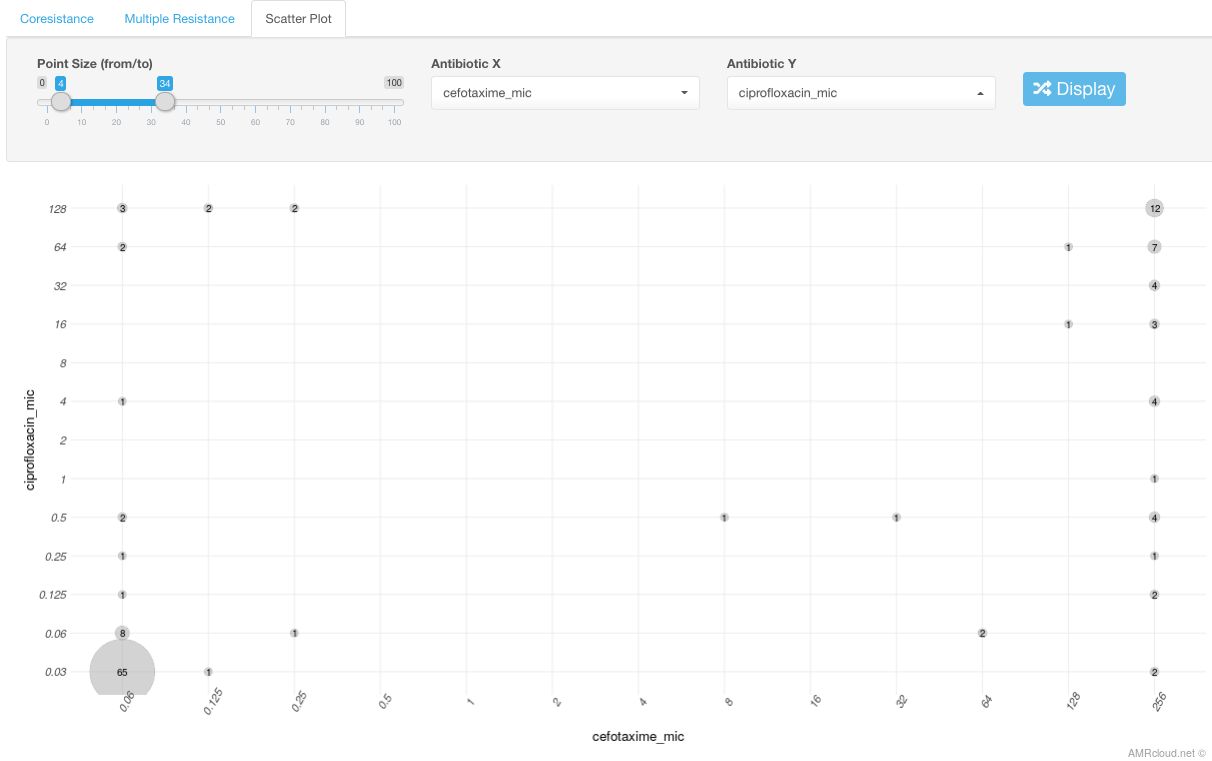 Coresistance Multiple Resistance Scatter Plot
Point Size (from/to) Antibiotic X Antibiotic Y
0 4 34 100
cefotaxime_mic ciprofloxacin_mic Display
0 10 20 30 40 50 60 70 80 90 100
128 3 2 2 12
64 2 1 7
32 4
16 1 3
8
4 1 4
2
1 1
0.5 2 1 1 4
0.25 1 1
0.125 1 2
0.06 8 1 2
0.03 65 1 2
ciprofloxacin_mic
0.06 0.125 0.25 0.5 1 2 4 8 16 32 64 128 256
cefotaxime_mic
AMRcloud.net ©